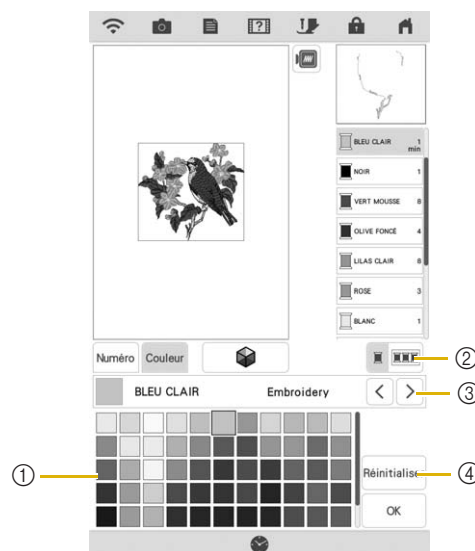 ?
BLEU CLAIR 1
min
NOIR 1
VERT MOUSSE 8
OLIVE FONCÉ 4
LILAS CLAIR 6
ROSE 3
BLANC 1
Numéro Couleur
②
BLEU CLAIR Embroidery < >
③
①
Réinitialise
④
OK